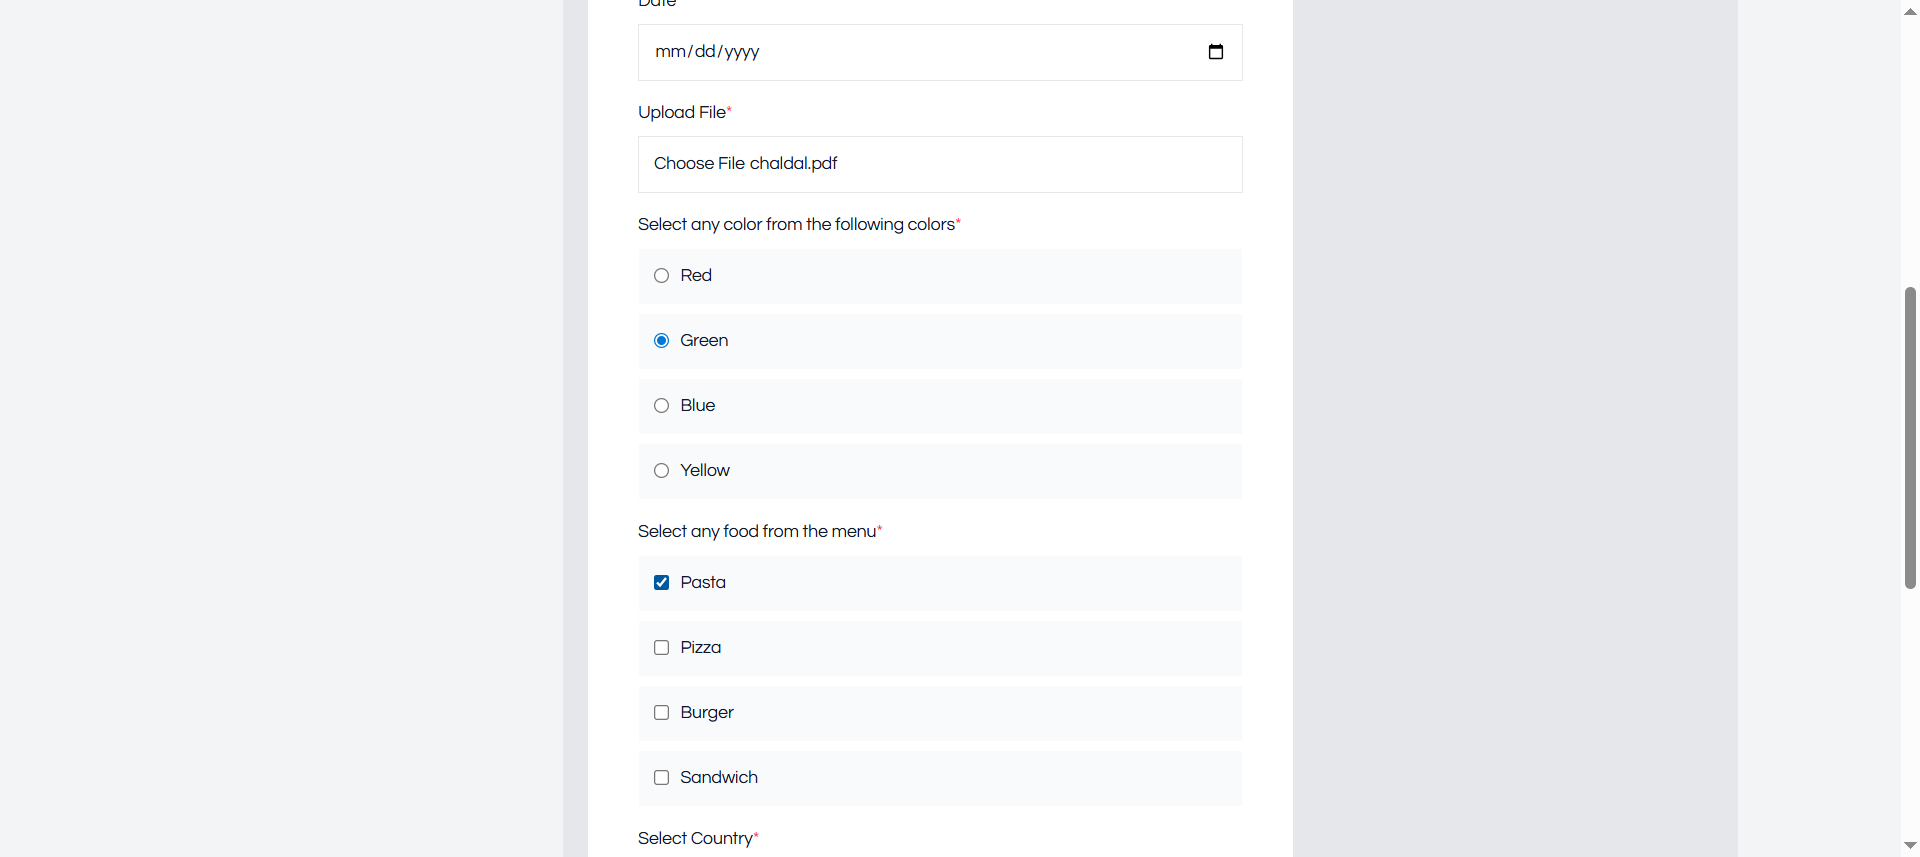 Date
mm/dd/yyyy
Upload File*
Choose File chaldal.pdf
Select any color from the following colors*
Red
Green
Blue
Yellow
Select any food from the menu*
Pasta
Pizza
Burger
Sandwich
Select Country*